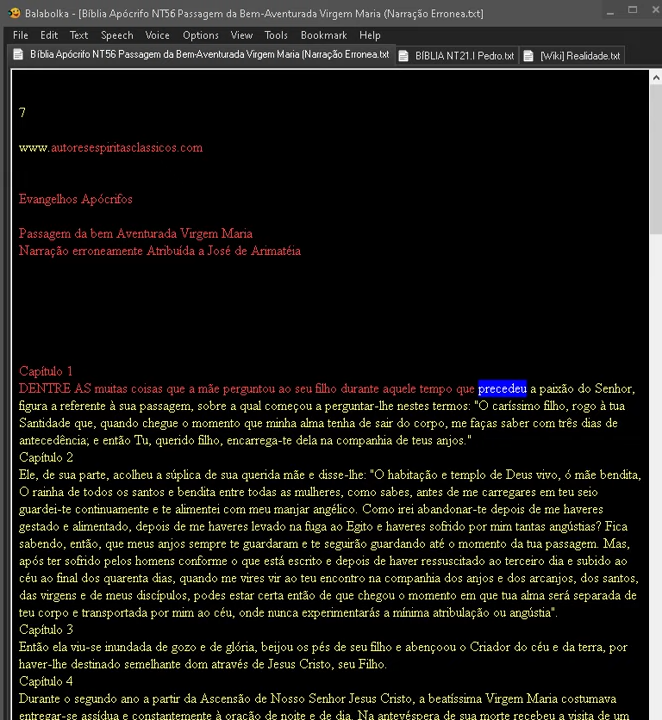 Balabolka - [Bíblia Apócrifo NT56 Passagem da Bem-Aventurada Virgem Maria (Narração Erronea.txt]
File Edit Text Speech Voice Options View Tools Bookmark Help
Bíblia Apócrifo NT56 Passagem da Bem-Aventurada Virgem Maria (Narração Erronea.txt BÍBLIA NT21.I Pedro.txt [Wiki] Realidade.txt
7
www.autoresespiritasclassicos.com
Evangelhos Apócrifos
Passagem da bem Aventurada Virgem Maria
Narração erroneamente Atribuída a José de Arimatéia
Capítulo 1
DENTRE AS muitas coisas que a mãe perguntou ao seu filho durante aquele tempo que precedeu a paixão do Senhor,
figura a referente à sua passagem, sobre a qual começou a perguntar-lhe nestes termos: "O caríssimo filho, rogo à tua
Santidade que, quando chegue o momento que minha alma tenha de sair do corpo, me faças saber com três dias de
antecedência; e então Tu, querido filho, encarrega-te dela na companhia de teus anjos."
Capítulo 2
Ele, de sua parte, acolheu a súplica de sua querida mãe e disse-lhe: "O habitação e templo de Deus vivo, ó mãe bendita,
O rainha de todos os santos e bendita entre todas as mulheres, como sabes, antes de me carregares em teu seio
guardei-te continuamente e te alimentei com meu manjar angélico. Como irei abandonar-te depois de me haveres
gestado e alimentado, depois de me haveres levado na fuga ao Egito e haveres sofrido por mim tantas angústias? Fica
sabendo, então, que meus anjos sempre te guardaram e te seguirão guardando até o momento da tua passagem. Mas,
após ter sofrido pelos homens conforme o que está escrito e depois de haver ressuscitado ao terceiro dia e subido ao
céu ao final dos quarenta dias, quando me vires vir ao teu encontro na companhia dos anjos e dos arcanjos, dos santos,
das virgens e de meus discípulos, podes estar certa então de que chegou o momento em que tua alma será separada de
teu corpo e transportada por mim ao céu, onde nunca experimentarás a mínima atribulação ou angústia".
Capítulo 3
Então ela viu-se inundada de gozo e de glória, beijou os pés de seu filho e abençoou o Criador do céu e da terra, por
haver-lhe destinado semelhante dom através de Jesus Cristo, seu Filho.
Capítulo 4
Durante o segundo ano a partir da Ascensão de Nosso Senhor Jesus Cristo, a beatíssima Virgem Maria costumava
entregar-se assídua e constantemente à oração de noite e de dia. Na antevéspera de sua morte recebeu a visita de um